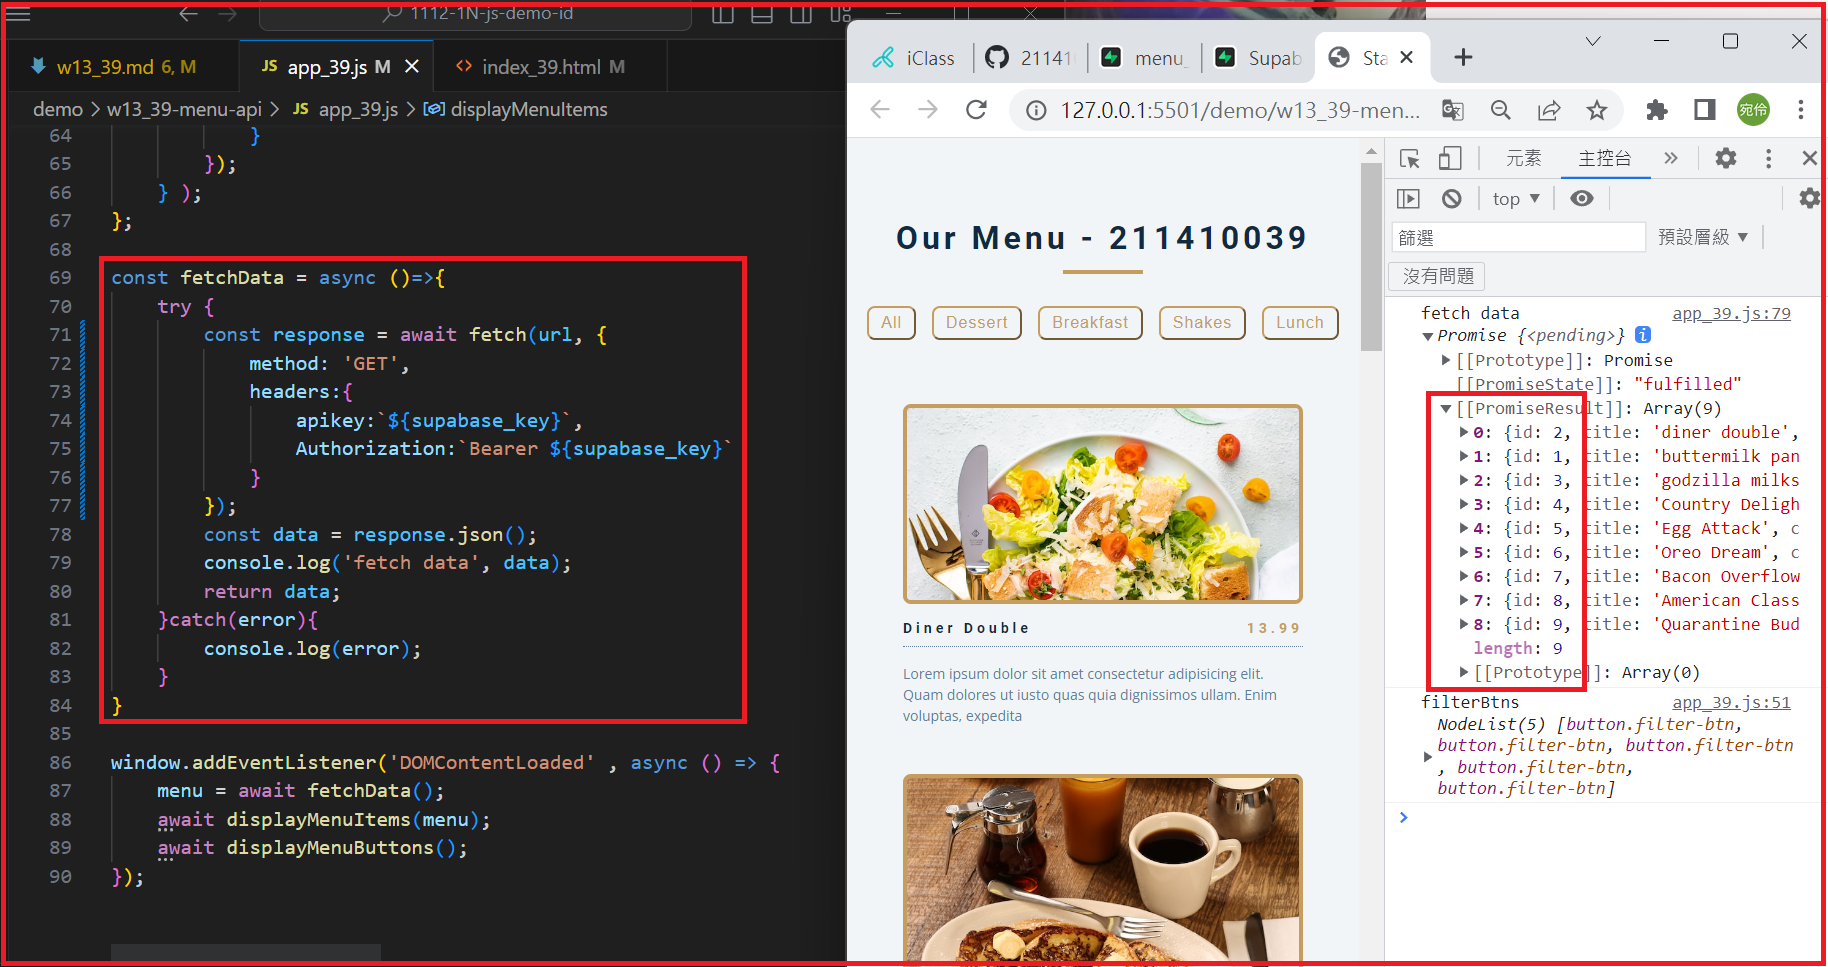 1112-1N-js-demo-id
w13_39.md 6, M
JS app_39.js M
<> index_39.html M
demo > w13_39-menu-api > JS app_39.js > displayMenuItems
64 }
65 });
66 } );
67 };
68
69 const fetchData = async ()=>{
70 try {
71 const response = await fetch(url, {
72 method: 'GET',
73 headers:{
74 apikey:`${supabase_key}`,
75 Authorization:`Bearer ${supabase_key}`
76 }
77 });
78 const data = response.json();
79 console.log('fetch data', data);
80 return data;
81 }catch(error){
82 console.log(error);
83 }
84 }
85
86 window.addEventListener('DOMContentLoaded' , async () => {
87 menu = await fetchData();
88 await displayMenuItems(menu);
89 await displayMenuButtons();
90 });
iClass
21141
menu_
Supab
Sta
127.0.0.1:5501/demo/w13_39-men...
宛伶
Our Menu - 211410039
All
Dessert
Breakfast
Shakes
Lunch
Diner Double 13.99
Lorem ipsum dolor sit amet consectetur adipisicing elit.
Quam dolores ut iusto quas quia dignissimos ullam. Enim
voluptas, expedita
元素
主控台
top
篩選
預設層級
沒有問題
fetch data app_39.js:79
Promise {<pending>}
[[Prototype]]: Promise
[[PromiseState]]: "fulfilled"
[[PromiseResult]]: Array(9)
0: {id: 2, title: 'diner double',
1: {id: 1, title: 'buttermilk pan
2: {id: 3, title: 'godzilla milks
3: {id: 4, title: 'Country Deligh
4: {id: 5, title: 'Egg Attack', c
5: {id: 6, title: 'Oreo Dream', c
6: {id: 7, title: 'Bacon Overflow
7: {id: 8, title: 'American Class
8: {id: 9, title: 'Quarantine Bud
length: 9
[[Prototype]]: Array(0)
filterBtns app_39.js:51
NodeList(5) [button.filter-btn,
button.filter-btn, button.filter-btn
, button.filter-btn,
button.filter-btn]